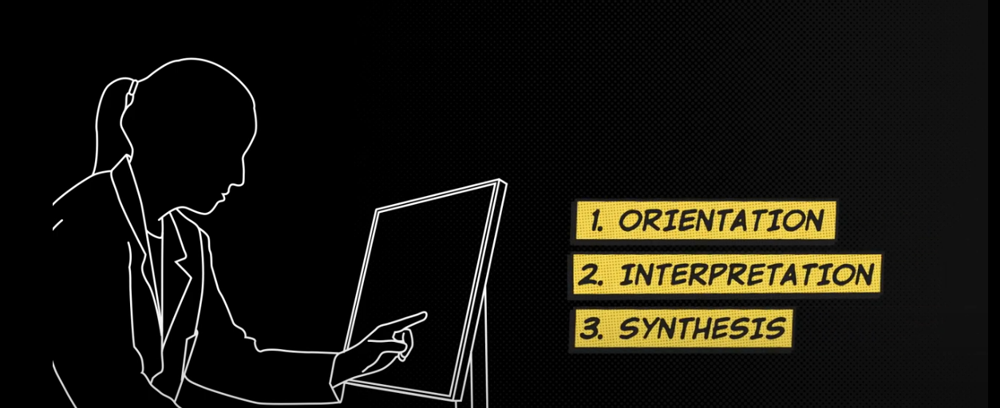 1. ORIENTATION
2. INTERPRETATION
3. SYNTHESIS